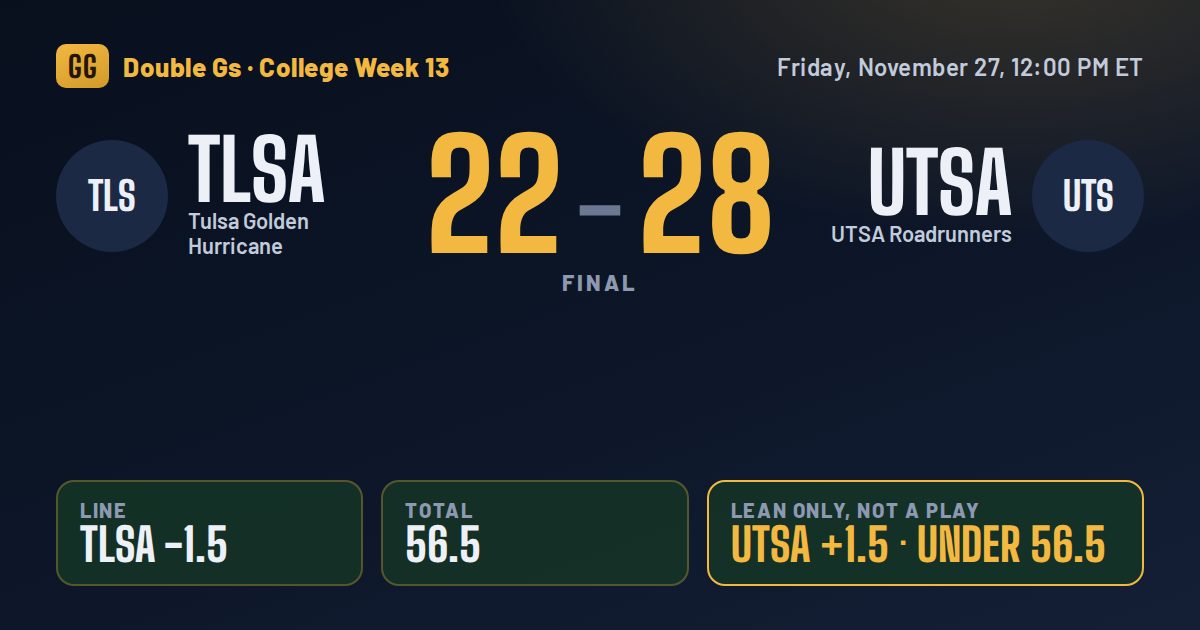 GG
Double Gs · College Week 13
Friday, November 27, 12:00 PM ET
TLS
TLSA
Tulsa Golden
Hurricane
22 – 28
FINAL
UTSA
UTSA Roadrunners
UTS
LINE
TLSA −1.5
TOTAL
56.5
LEAN ONLY, NOT A PLAY
UTSA +1.5 · UNDER 56.5